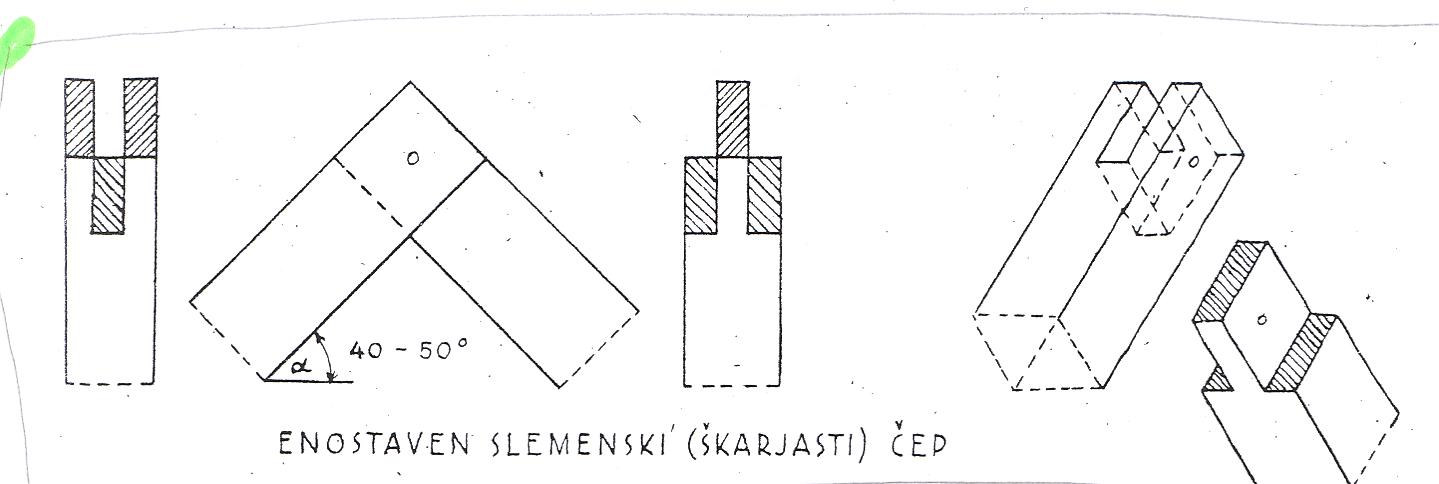 α 40 - 50°
ENOSTAVEN SLEMENSKI (ŠKARJASTI) ČEP